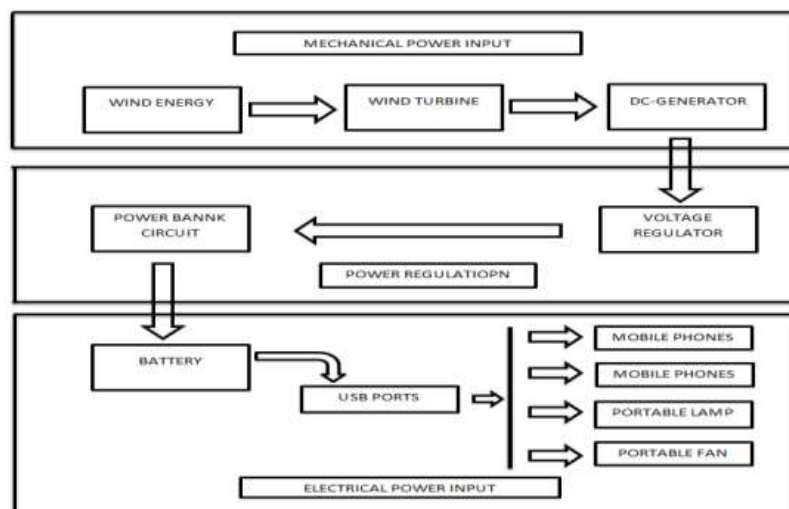 MECHANICAL POWER INPUT
WIND ENERGY
WIND TURBINE
DC-GENERATOR
POWER BANNK
CIRCUIT
VOLTAGE
REGULATOR
POWER REGULATIOPN
BATTERY
USB PORTS
MOBILE PHONES
MOBILE PHONES
PORTABLE LAMP
PORTABLE FAN
ELECTRICAL POWER INPUT